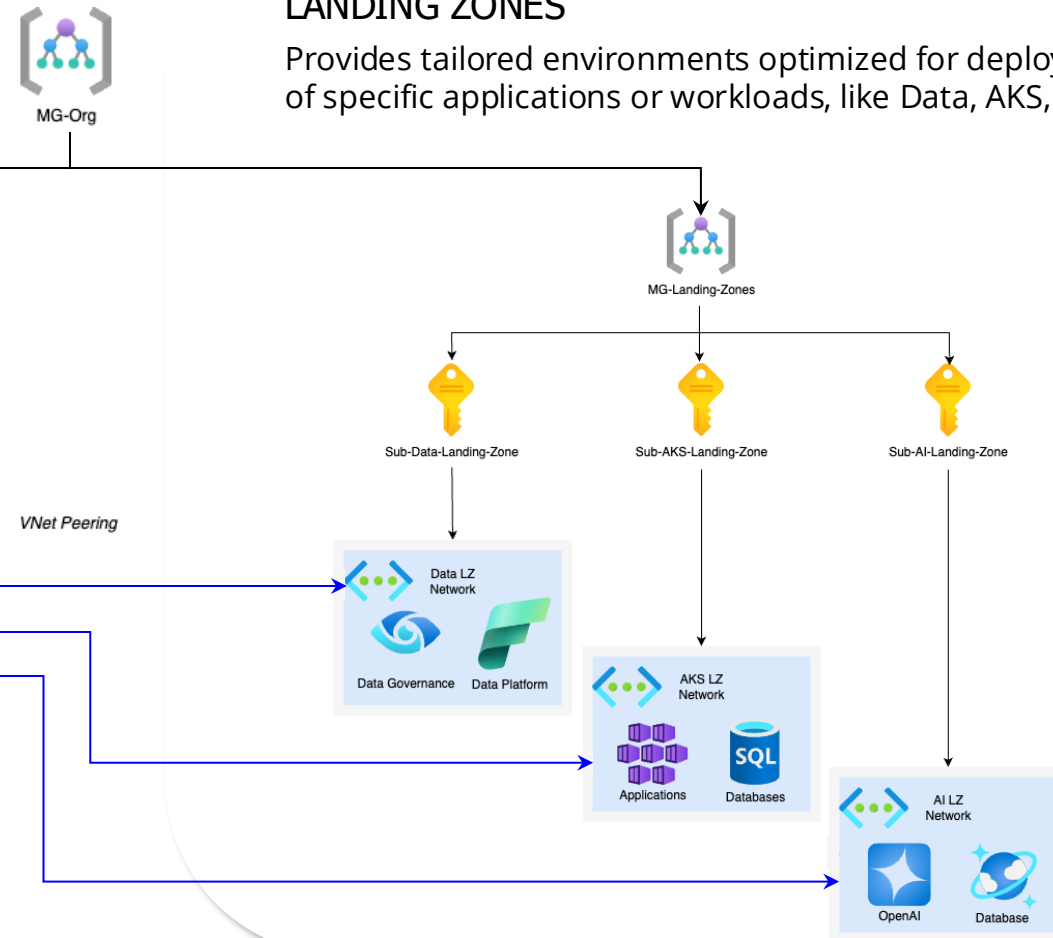 LANDING ZONES
MG-Org
Provides tailored environments optimized for
of specific applications or workloads, like Data, AKS,
MG-Landing-Zones
Sub-Data-Landing-Zone
Sub-AKS-Landing-Zone
Sub-AI-Landing-Zone
VNet Peering
Data LZ
Network
Data Governance
Data Platform
AKS LZ
Network
SQL
Applications
Databases
AI LZ
Network
OpenAI
Database